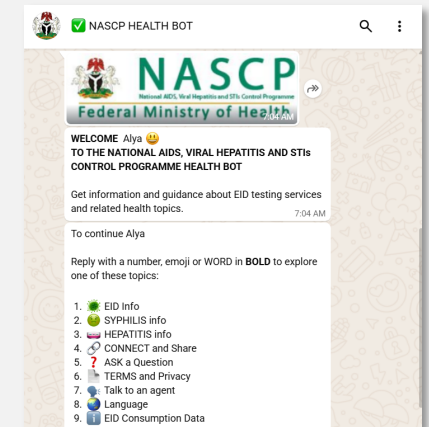 ✅ NASCP HEALTH BOT
NASCP
National AIDS, Viral Hepatitis and STIs Control Programme
Federal Ministry of Health
7:04 AM
WELCOME Alya 😃
TO THE NATIONAL AIDS, VIRAL HEPATITIS AND STIs
CONTROL PROGRAMME HEALTH BOT
Get information and guidance about EID testing services
and related health topics.
7:04 AM
To continue Alya
Reply with a number, emoji or WORD in BOLD to explore
one of these topics:
1. EID Info
2. SYPHILIS info
3. HEPATITIS info
4. 🔗 CONNECT and Share
5. ❓ ASK a Question
6. TERMS and Privacy
7. 🗣 Talk to an agent
8. 🌍 Language
9. ℹ EID Consumption Data